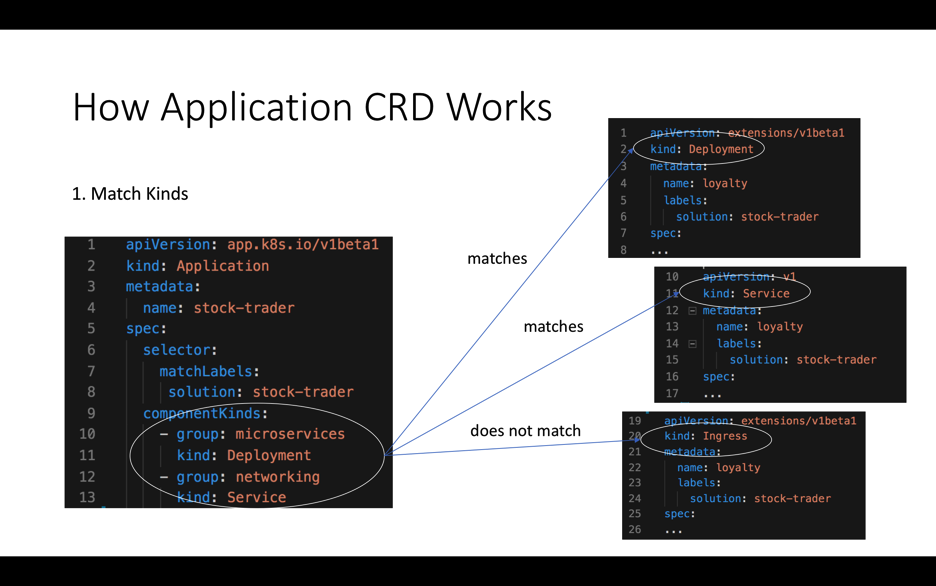 How Application CRD Works
1. Match Kinds
1 apiVersion: app.k8s.io/v1beta1
2 kind: Application
3 metadata:
4 name: stock-trader
5 spec:
6 selector:
7 matchLabels:
8 solution: stock-trader
9 componentKinds:
10 - group: microservices
11 kind: Deployment
12 - group: networking
13 kind: Service
matches
matches
does not match
1 apiVersion: extensions/v1beta1
2 kind: Deployment
3 metadata:
4 name: loyalty
5 labels:
6 solution: stock-trader
7 spec:
8 ...
10 apiVersion: v1
11 kind: Service
12 metadata:
13 name: loyalty
14 labels:
15 solution: stock-trader
16 spec:
17 ...
19 apiVersion: extensions/v1beta1
20 kind: Ingress
21 metadata:
22 name: loyalty
23 labels:
24 solution: stock-trader
25 spec:
26 ...